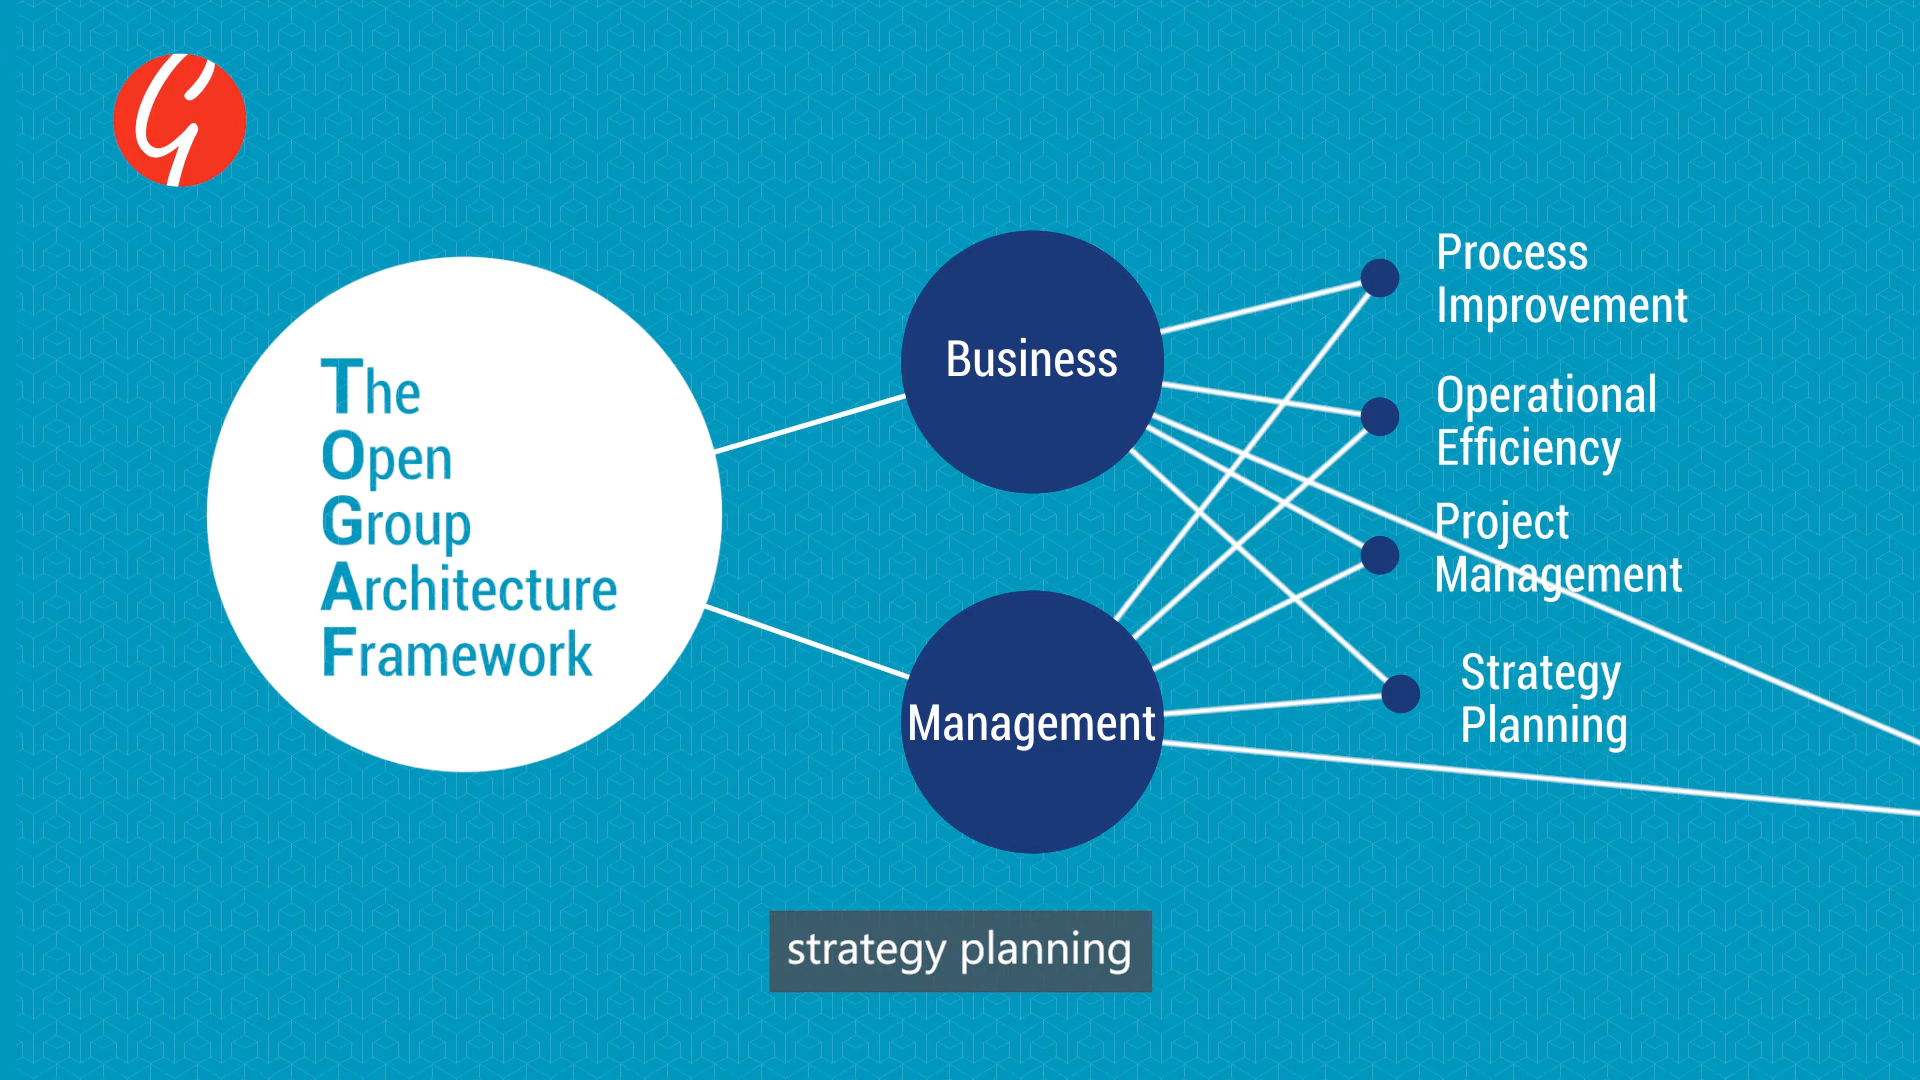 The
Open
Group
Architecture
Framework
Business
Management
Process
Improvement
Operational
Efficiency
Project
Management
Strategy
Planning
strategy planning
G